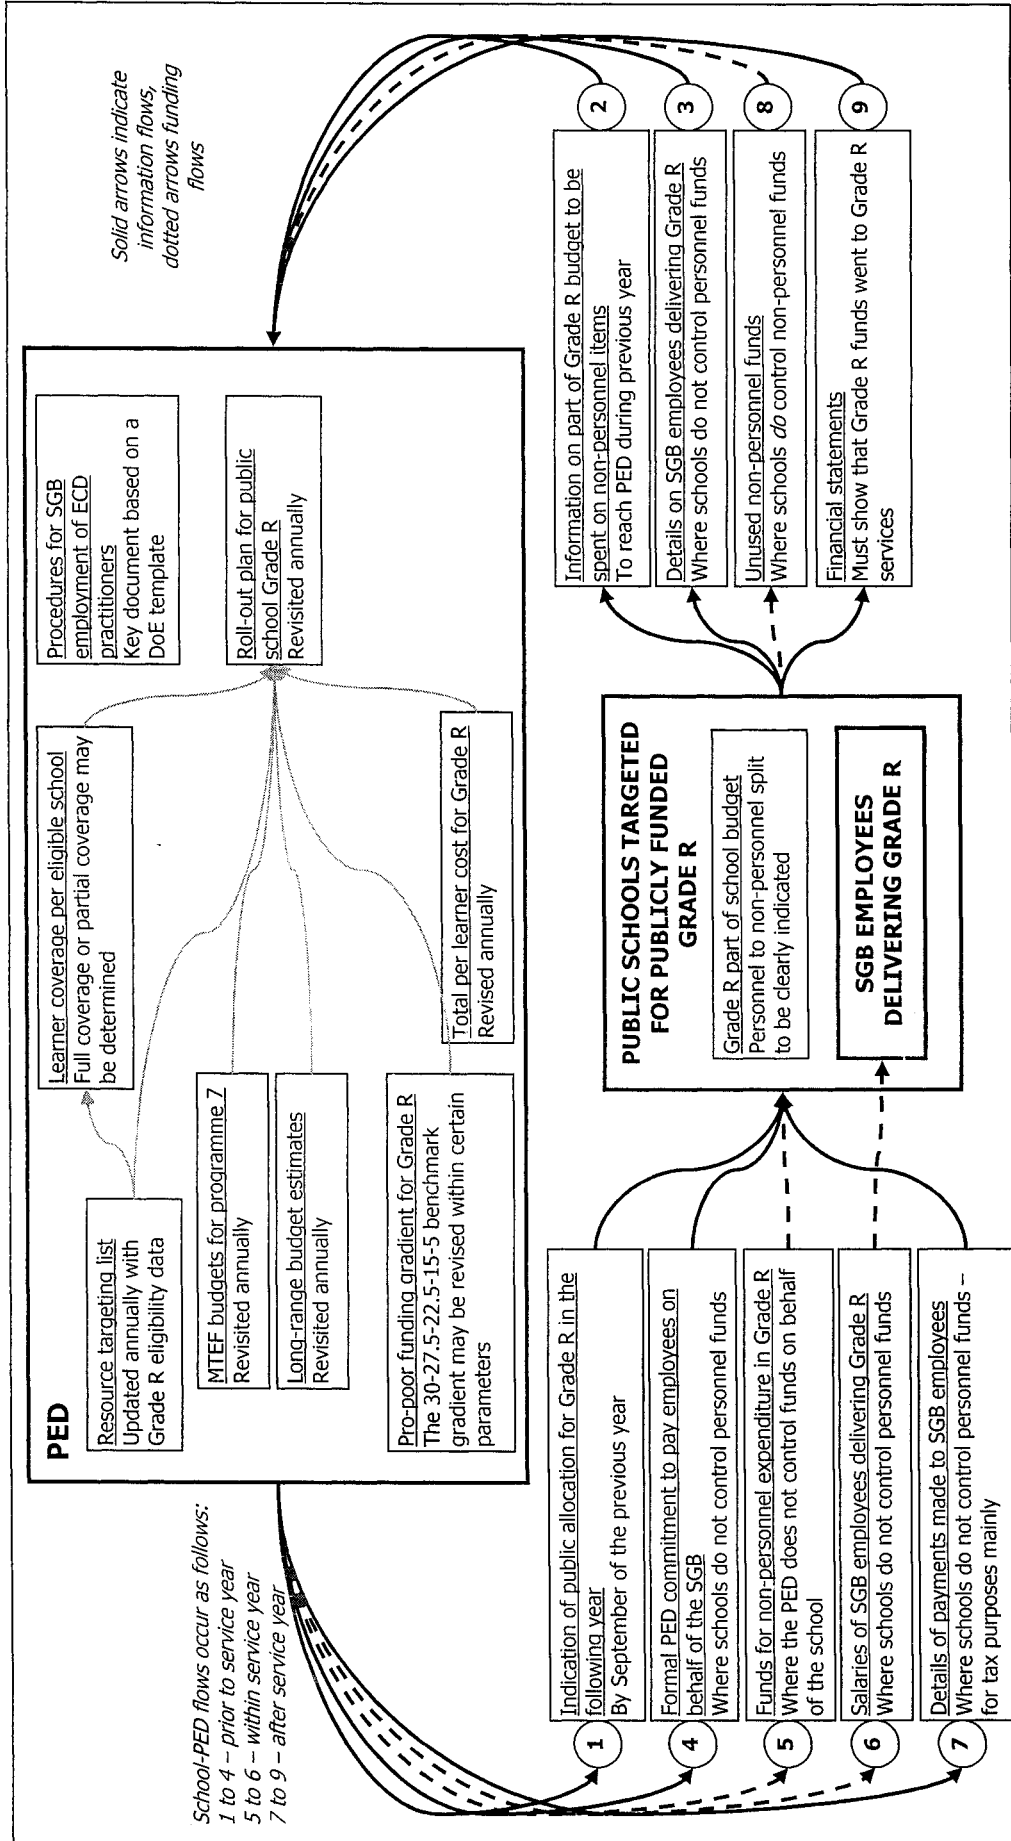 Solid arrows indicate
information flows,
dotted arrows funding
flows
School-PED flows occur as follows:
1 to 4 – prior to service year
5 to 6 – within service year
7 to 9 – after service year
PED
Resource targeting list
Updated annually with
Grade R eligibility data
Learner coverage per eligible school
Full coverage or partial coverage may
be determined
Procedures for SGB
employment of ECD
practitioners
Key document based on a
DoE template
MTEF budgets for programme 7
Revisited annually
Long-range budget estimates
Revisited annually
Roll-out plan for public
school Grade R
Revisited annually
Pro-poor funding gradient for Grade R
The 30-27.5-22.5-15-5 benchmark
gradient may be revised within certain
parameters
Total per learner cost for Grade R
Revised annually
1
Indication of public allocation for Grade R in the
following year
By September of the previous year
4
Formal PED commitment to pay employees on
behalf of the SGB
Where schools do not control personnel funds
5
Funds for non-personnel expenditure in Grade R
Where the PED does not control funds on behalf
of the school
6
Salaries of SGB employees delivering Grade R
Where schools do not control personnel funds
7
Details of payments made to SGB employees
Where schools do not control personnel funds –
for tax purposes mainly
PUBLIC SCHOOLS TARGETED
FOR PUBLICLY FUNDED
GRADE R
Grade R part of school budget
Personnel to non-personnel split
to be clearly indicated
SGB EMPLOYEES
DELIVERING GRADE R
Information on part of Grade R budget to be
spent on non-personnel items
To reach PED during previous year
2
Details on SGB employees delivering Grade R
Where schools do not control personnel funds
3
Unused non-personnel funds
Where schools do control non-personnel funds
8
Financial statements
Must show that Grade R funds went to Grade R
services
9